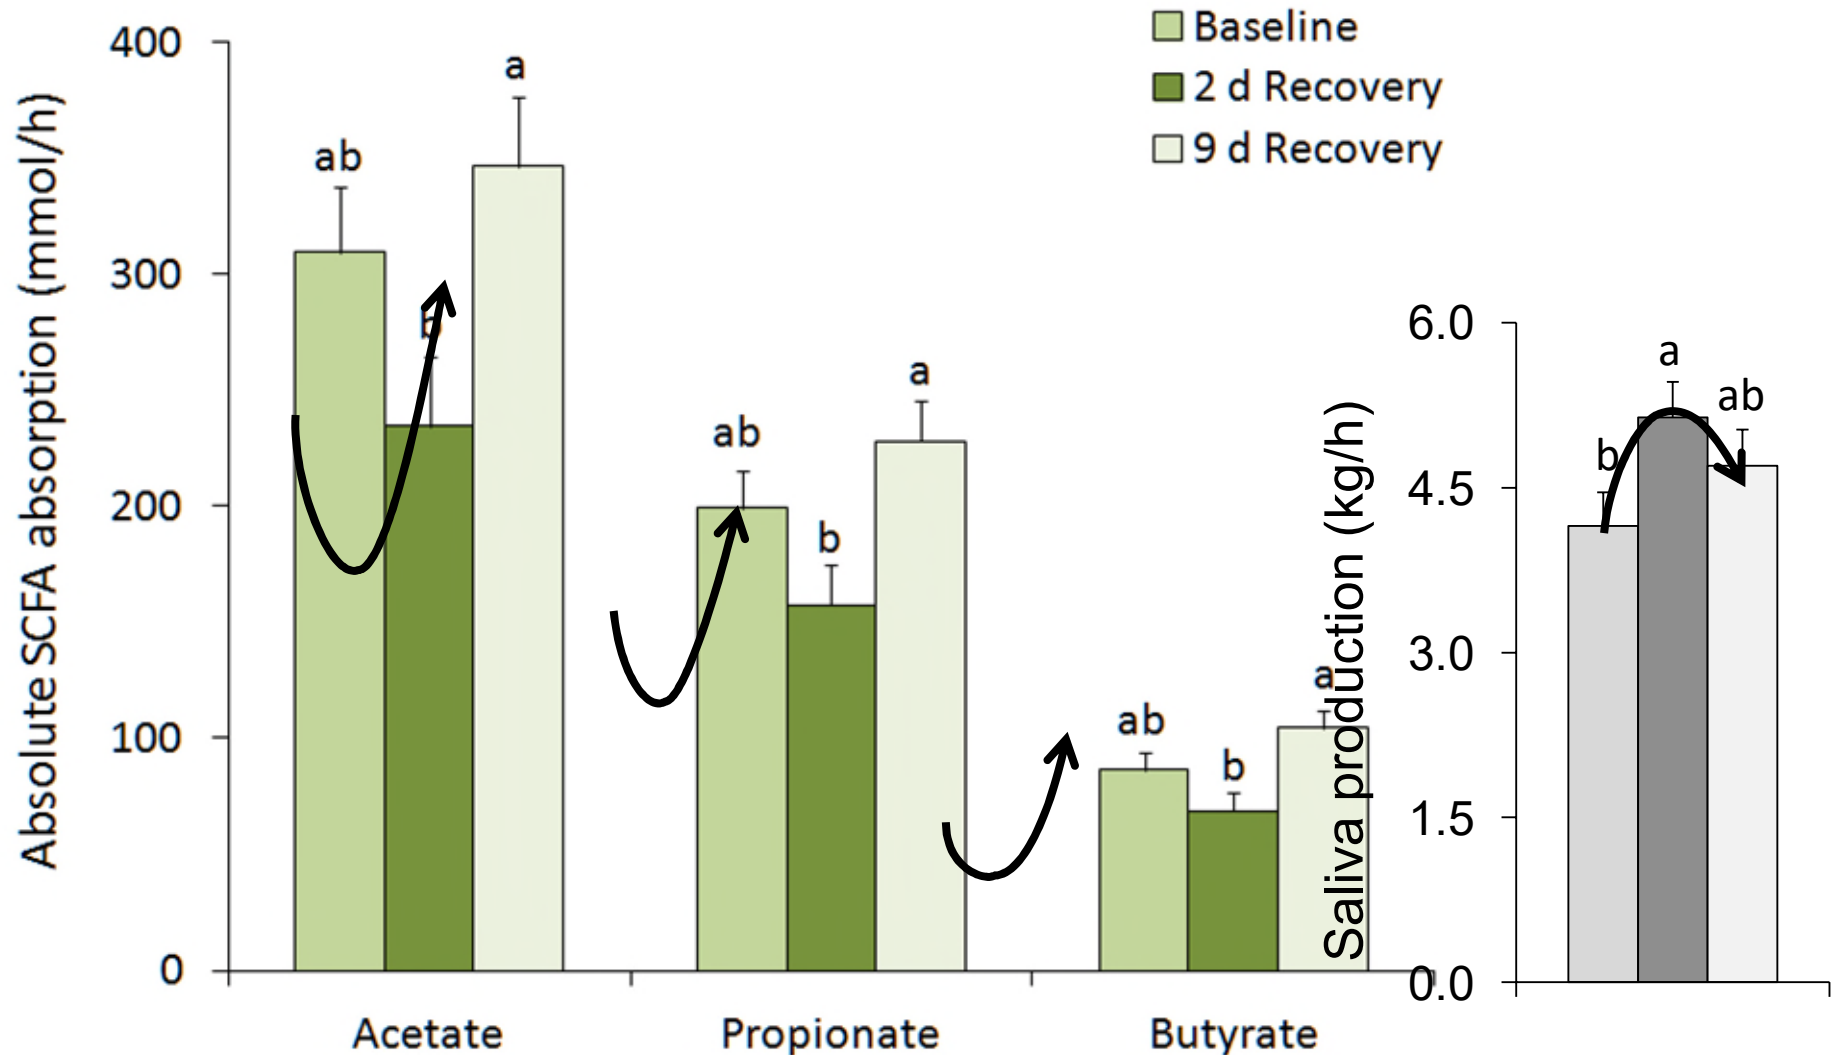 Baseline
2 d Recovery
9 d Recovery
Absolute SCFA absorption (mmol/h)
400
300
200
100
0
ab
b
a
ab
b
a
ab
b
a
Acetate
Propionate
Butyrate
Saliva production (kg/h)
6.0
4.5
3.0
1.5
0.0
b
a
ab